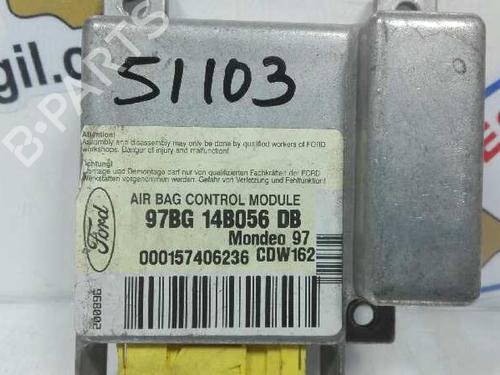 51103
gil.c
B-PARTS
Attention!
Assembly and disassembly may only be done by qualified workers of FORD
workshops. Danger of injury and malfunction!
Achtung!
Montage und Demontage darf nur von qualifizierten Fachkräften der FORD
Werkstätten vorgenommen werden. Gefahr von Verletzung und Fehlfunktion!
AIR BAG CONTROL MODULE
97BG 14B056 DB
Ford
Mondeo 97
000157406236 CDW162
200896